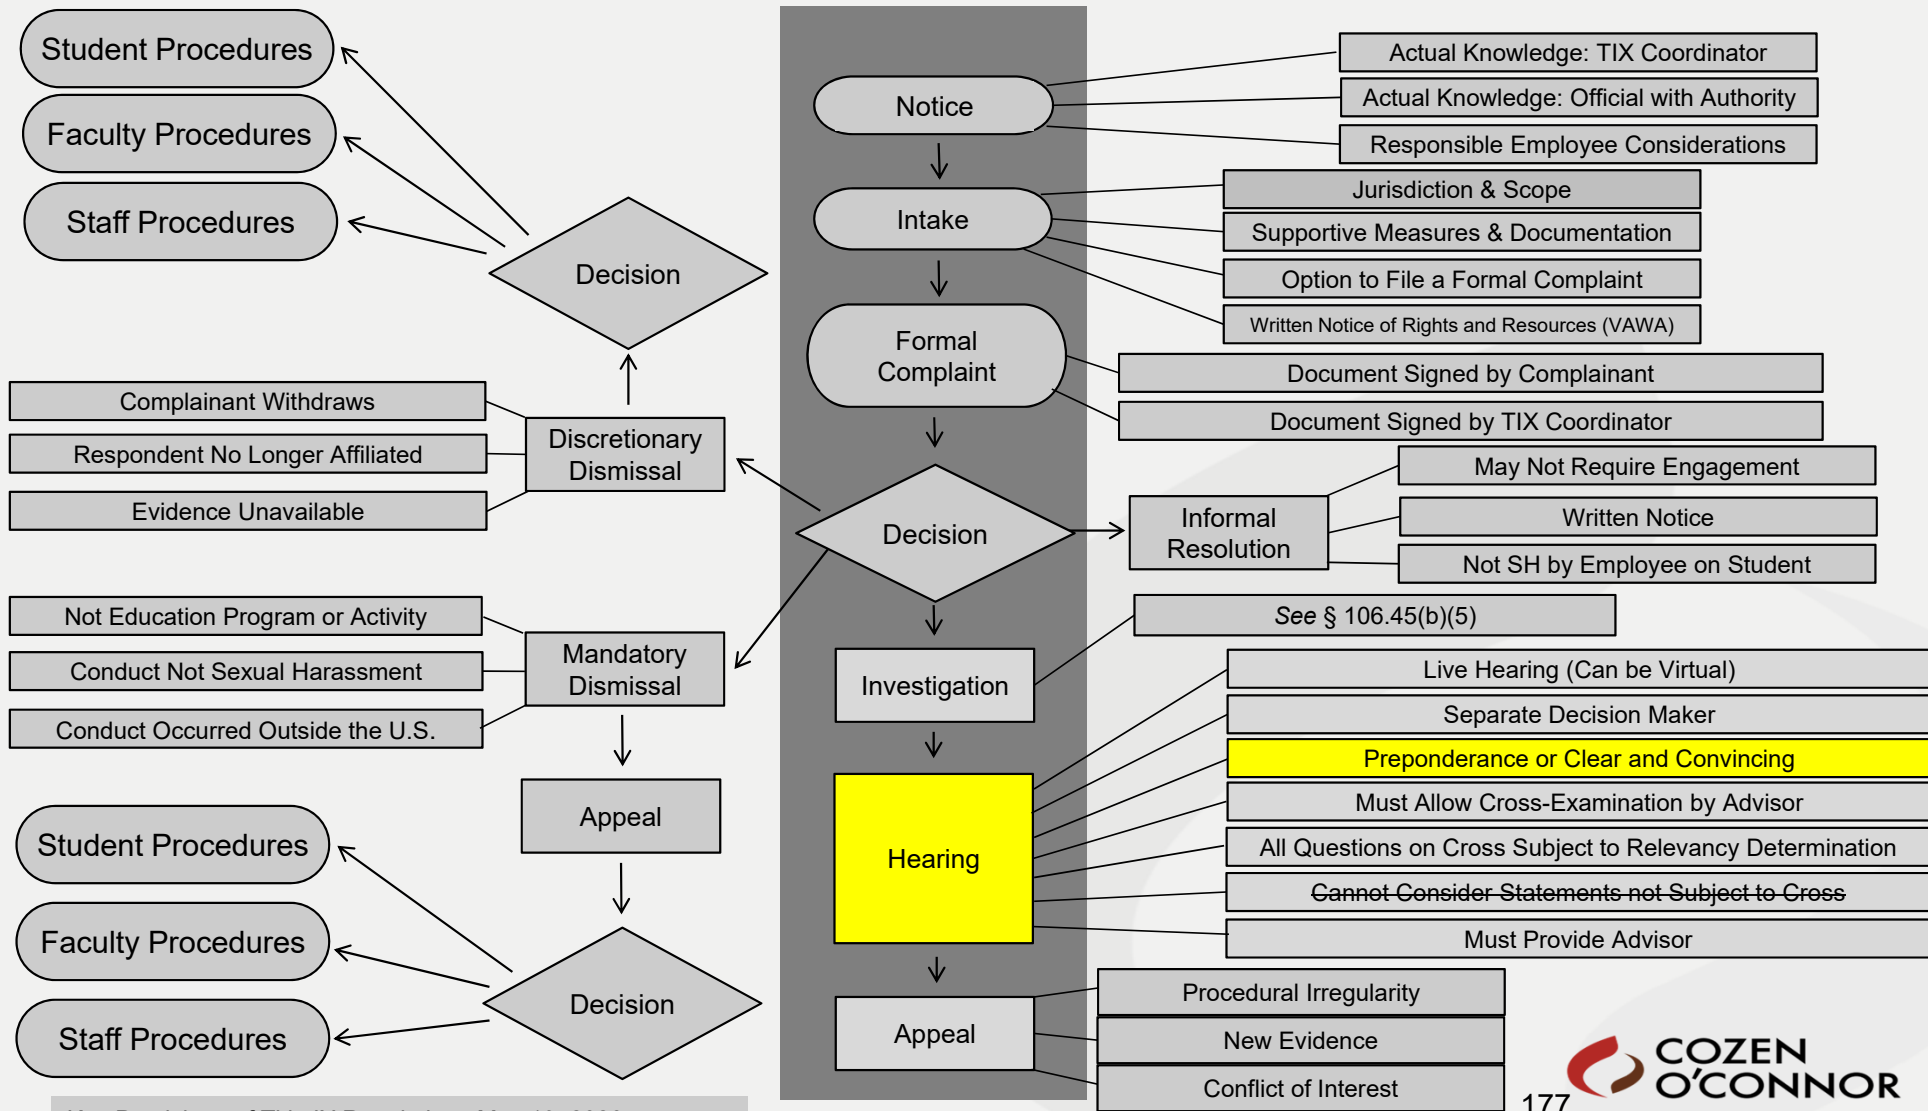 Student Procedures
Faculty Procedures
Staff Procedures
Decision
Complainant Withdraws
Respondent No Longer Affiliated
Evidence Unavailable
Discretionary
Dismissal
Not Education Program or Activity
Conduct Not Sexual Harassment
Conduct Occurred Outside the U.S.
Mandatory
Dismissal
Appeal
Student Procedures
Faculty Procedures
Staff Procedures
Decision
Notice
Intake
Formal
Complaint
Decision
Investigation
Hearing
Appeal
Actual Knowledge: TIX Coordinator
Actual Knowledge: Official with Authority
Responsible Employee Considerations
Jurisdiction & Scope
Supportive Measures & Documentation
Option to File a Formal Complaint
Written Notice of Rights and Resources (VAWA)
Document Signed by Complainant
Document Signed by TIX Coordinator
Informal
Resolution
May Not Require Engagement
Written Notice
Not SH by Employee on Student
See § 106.45(b)(5)
Live Hearing (Can be Virtual)
Separate Decision Maker
Preponderance or Clear and Convincing
Must Allow Cross-Examination by Advisor
All Questions on Cross Subject to Relevancy Determination
Cannot Consider Statements not Subject to Cross
Must Provide Advisor
Procedural Irregularity
New Evidence
Conflict of Interest
COZEN
O'CONNOR
177